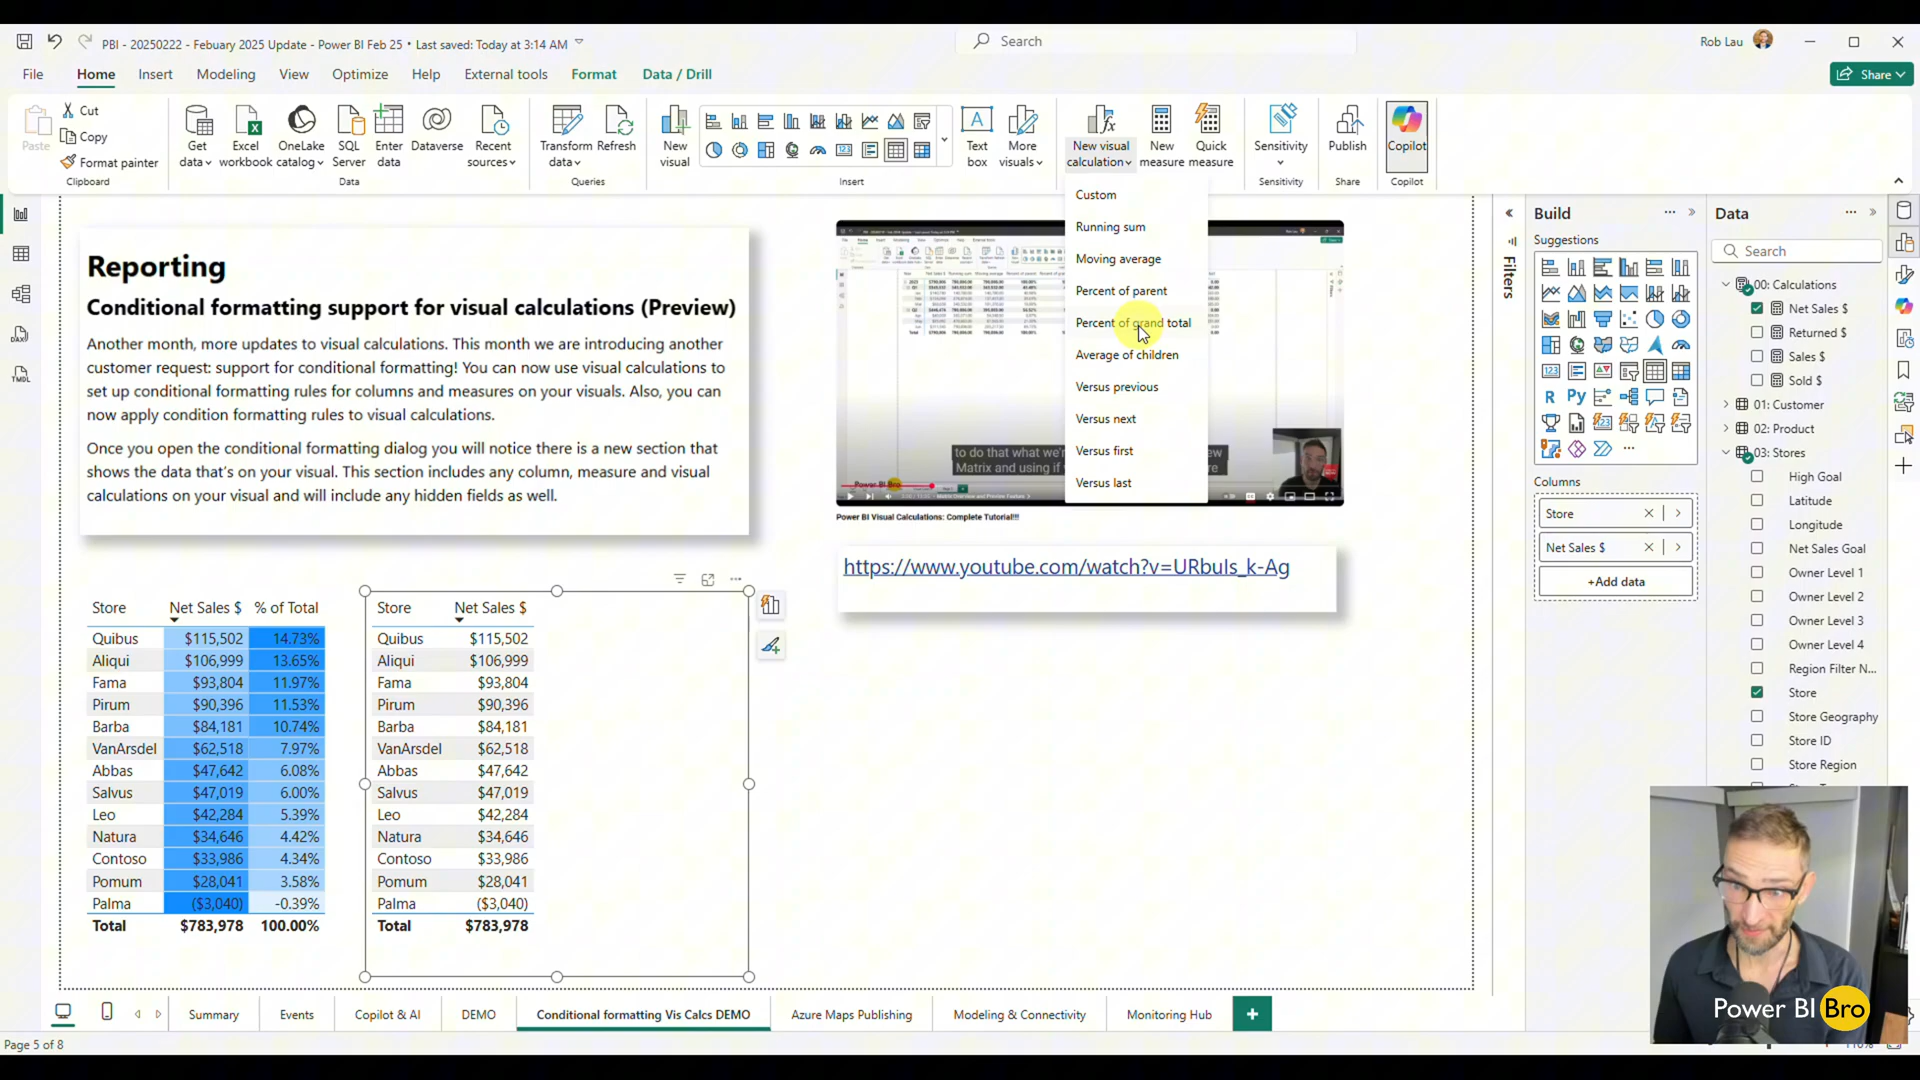 PBI - 20250222 - Febuary 2025 Update - Power BI Feb 25 • Last saved: Today at 3:14 AM
Search
Rob Lau
File
Home
Insert
Modeling
View
Optimize
Help
External tools
Format
Data / Drill
Share
Paste
Cut
Copy
Format painter
Clipboard
Get data
Excel workbook
OneLake catalog
SQL Server
Enter data
Dataverse
Recent sources
Data
Transform data
Refresh
Queries
New visual
Text box
More visuals
Insert
New visual calculation
New measure
Quick measure
Sensitivity
Sensitivity
Publish
Share
Copilot
Copilot
Custom
Running sum
Moving average
Percent of parent
Percent of grand total
Average of children
Versus previous
Versus next
Versus first
Versus last
Reporting
Conditional formatting support for visual calculations (Preview)
Another month, more updates to visual calculations. This month we are introducing another
customer request: support for conditional formatting! You can now use visual calculations to
set up conditional formatting rules for columns and measures on your visuals. Also, you can
now apply condition formatting rules to visual calculations.
Once you open the conditional formatting dialog you will notice there is a new section that
shows the data that's on your visual. This section includes any column, measure and visual
calculations on your visual and will include any hidden fields as well.
to do that what we'r
Matrix and using if
Power BI Bro
Power BI Visual Calculations: Complete Tutorial!!!
https://www.youtube.com/watch?v=URbuIs_k-Ag
Store Net Sales $ % of Total
Quibus $115,502 14.73%
Aliqui $106,999 13.65%
Fama $93,804 11.97%
Pirum $90,396 11.53%
Barba $84,181 10.74%
VanArsdel $62,518 7.97%
Abbas $47,642 6.08%
Salvus $47,019 6.00%
Leo $42,284 5.39%
Natura $34,646 4.42%
Contoso $33,986 4.34%
Pomum $28,041 3.58%
Palma ($3,040) -0.39%
Total $783,978 100.00%
Store Net Sales $
Quibus $115,502
Aliqui $106,999
Fama $93,804
Pirum $90,396
Barba $84,181
VanArsdel $62,518
Abbas $47,642
Salvus $47,019
Leo $42,284
Natura $34,646
Contoso $33,986
Pomum $28,041
Palma ($3,040)
Total $783,978
Filters
Build
Suggestions
R
Py
123
Columns
Store
Net Sales $
+Add data
Data
Search
00: Calculations
Net Sales $
Returned $
Sales $
Sold $
01: Customer
02: Product
03: Stores
High Goal
Latitude
Longitude
Net Sales Goal
Owner Level 1
Owner Level 2
Owner Level 3
Owner Level 4
Region Filter N...
Store
Store Geography
Store ID
Store Region
DAX
TMDL
Summary
Events
Copilot & AI
DEMO
Conditional formatting Vis Calcs DEMO
Azure Maps Publishing
Modeling & Connectivity
Monitoring Hub
Page 5 of 8
Power BI Bro